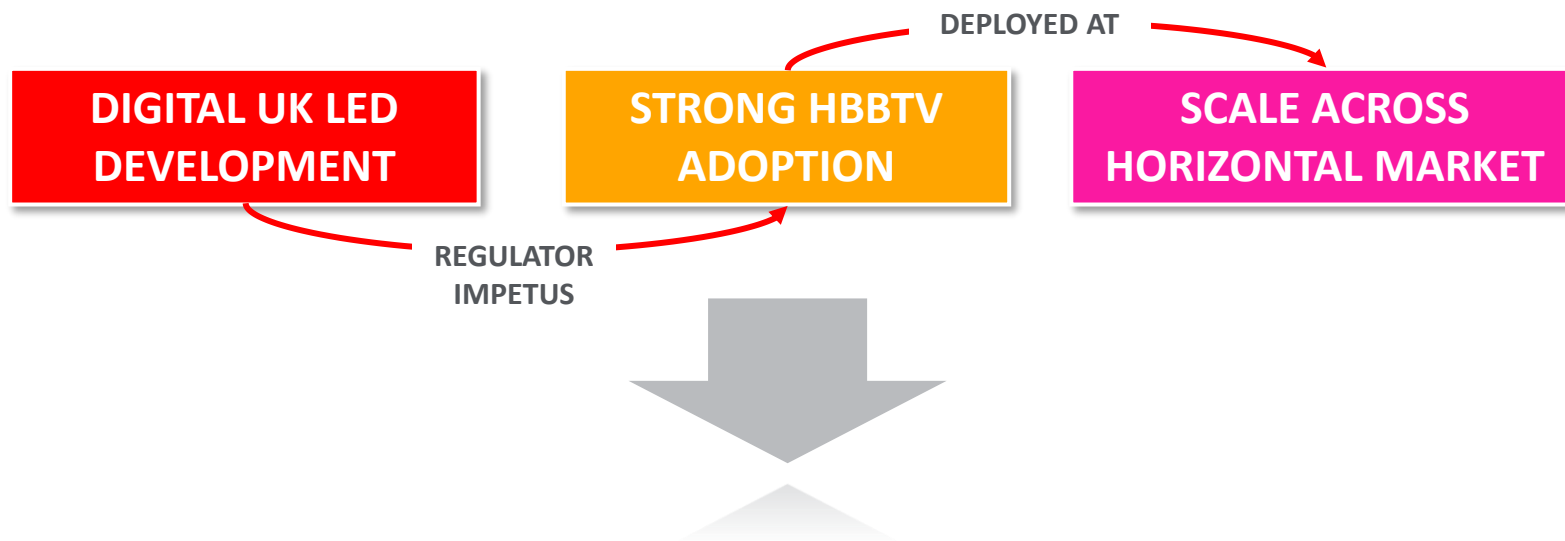 DEPLOYED AT
DIGITAL UK LED
DEVELOPMENT
STRONG HBBTV
ADOPTION
SCALE ACROSS
HORIZONTAL MARKET
REGULATOR
IMPETUS